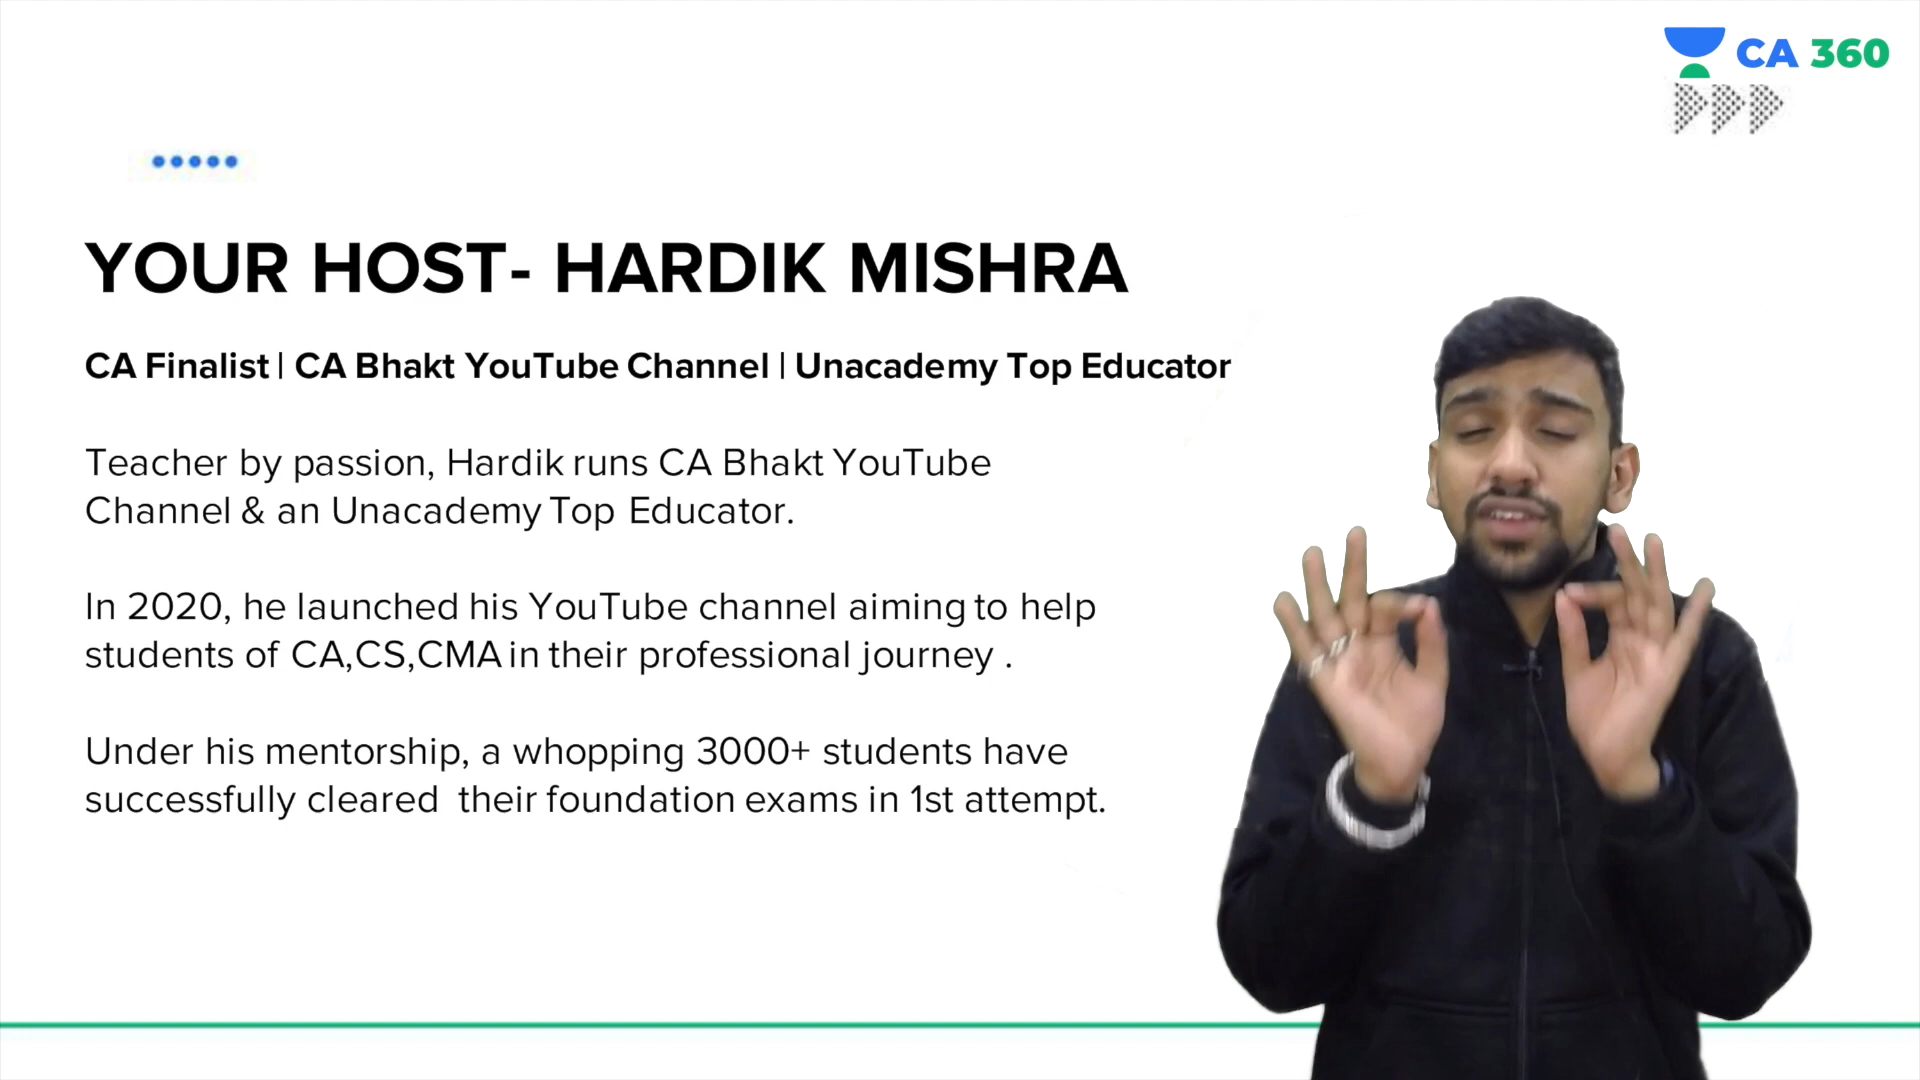 CA 360
YOUR HOST- HARDIK MISHRA
CA Finalist | CA Bhakt YouTube Channel | Unacademy Top Educator
Teacher by passion, Hardik runs CA Bhakt YouTube
Channel & an Unacademy Top Educator.
In 2020, he launched his YouTube channel aiming to help
students of CA,CS,CMA in their professional journey .
Under his mentorship, a whopping 3000+ students have
successfully cleared their foundation exams in 1st attempt.